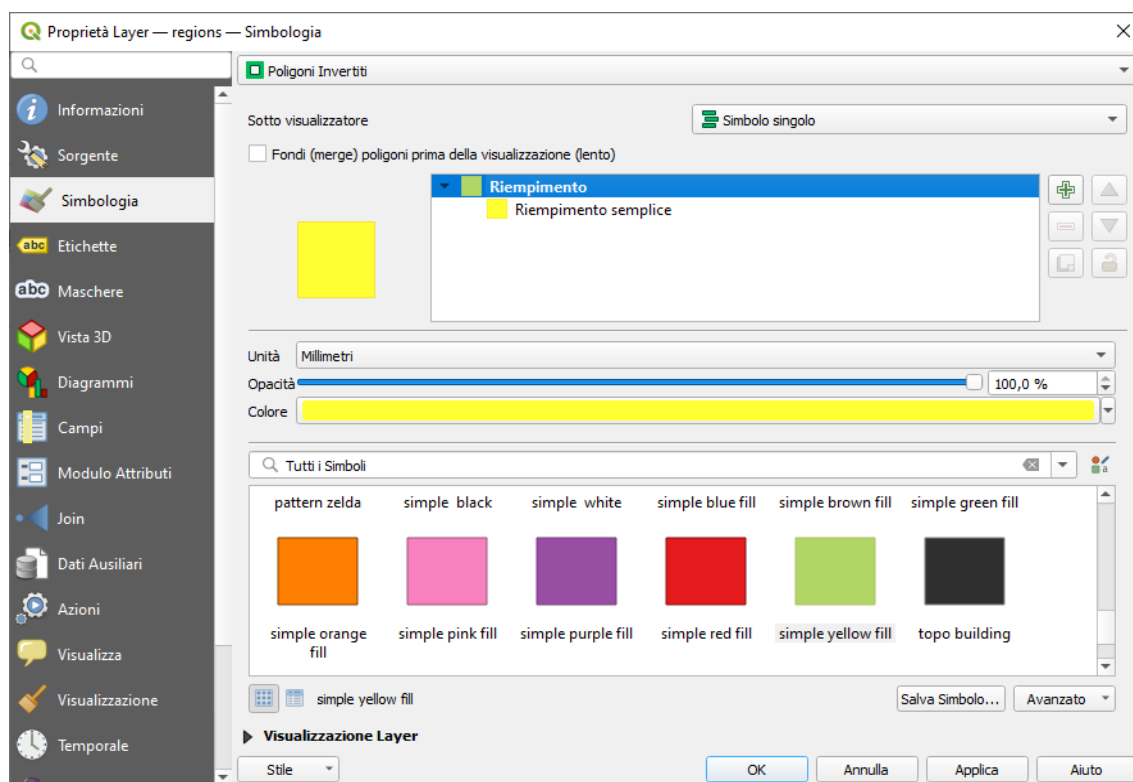 Proprietà Layer — regions — Simbologia
Poligoni Invertiti
Informazioni
Sorgente
Simbologia
abc Etichette
abc Maschere
Vista 3D
Diagrammi
Campi
Modulo Attributi
Join
Dati Ausiliari
Azioni
Visualizza
Visualizzazione
Temporale
Sotto visualizzatore
Simbolo singolo
Fondi (merge) poligoni prima della visualizzazione (lento)
Riempimento
Riempimento semplice
Unità Millimetri
Opacità 100,0 %
Colore
Tutti i Simboli
pattern zelda simple black simple white simple blue fill simple brown fill simple green fill
simple orange fill simple pink fill simple purple fill simple red fill simple yellow fill topo building
simple yellow fill
Salva Simbolo... Avanzato
Visualizzazione Layer
Stile OK Annulla Applica Aiuto